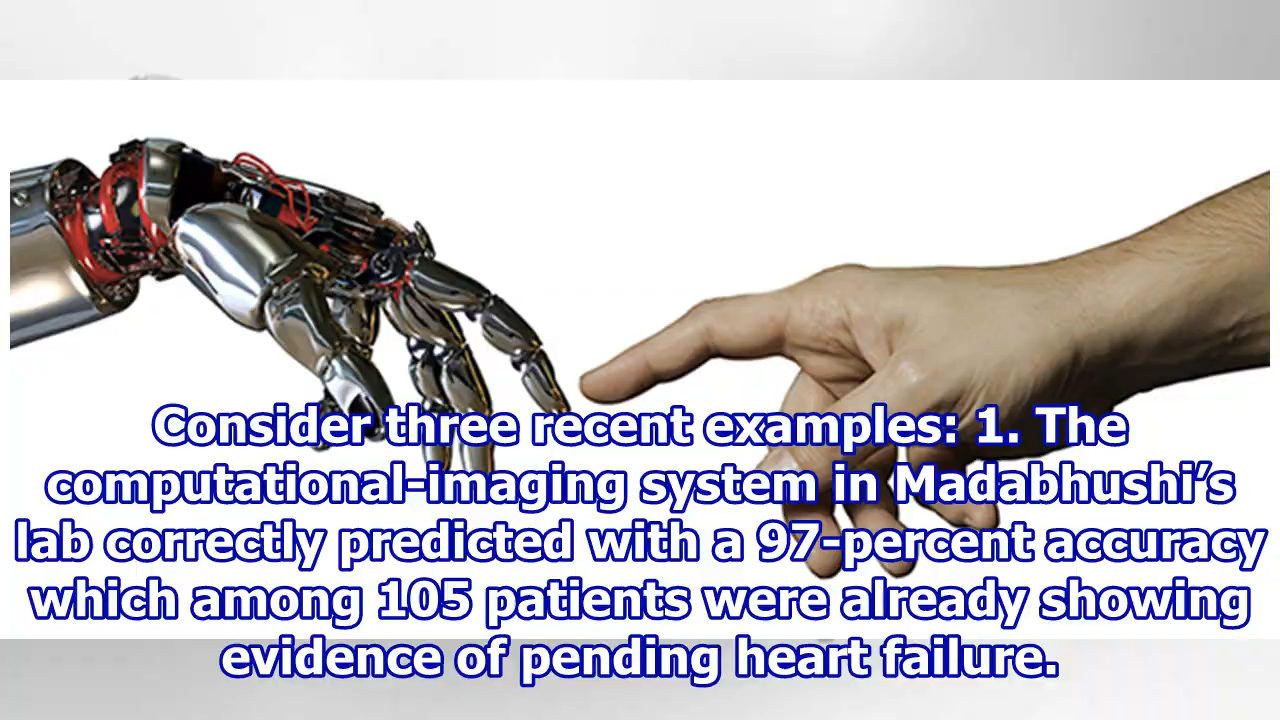 Consider three recent examples: 1. The
computational-imaging system in Madabhushi’s
lab correctly predicted with a 97-percent accuracy
which among 105 patients were already showing
evidence of pending heart failure.